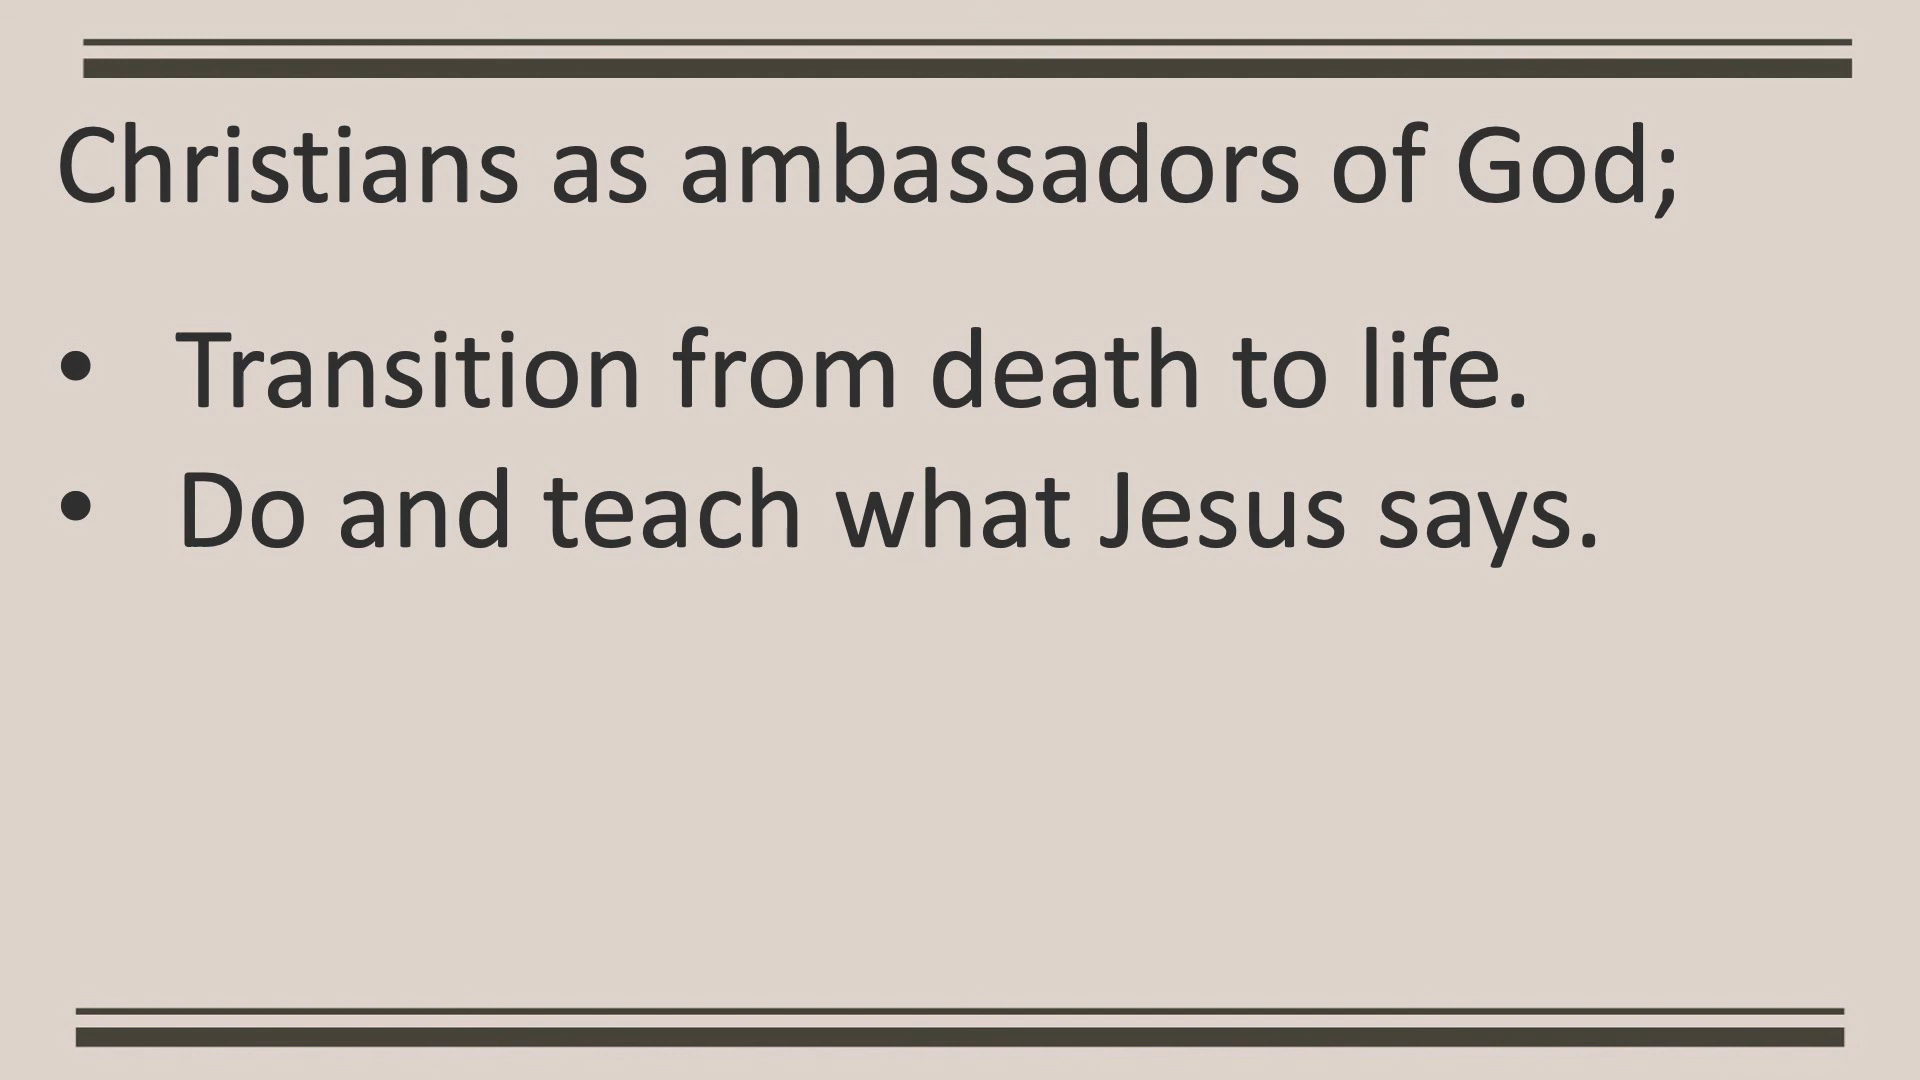 Christians as ambassadors of God;
• Transition from death to life.
• Do and teach what Jesus says.